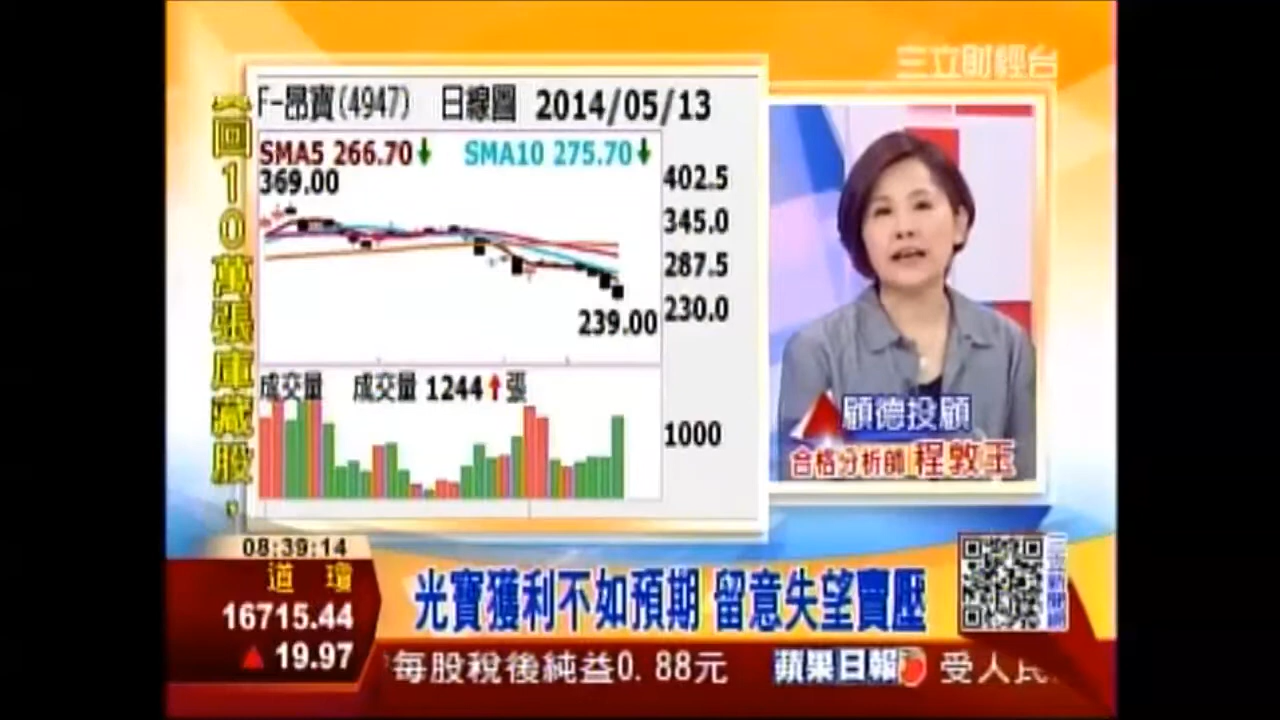 三立財經台
F-昂寶(4947) 日線圖 2014/05/13
SMA5 266.70↓ SMA10 275.70↓
369.00
402.5
345.0
287.5
230.0
239.00
成交量 成交量 1244↑張
1000
回10萬張庫藏股，
顧德投顧
合格分析師 程敦玉
08:39:14
道 瓊
16715.44
▲ 19.97
光寶獲利不如預期 留意失望賣壓
每股稅後純益0.88元 蘋果日報 受人民